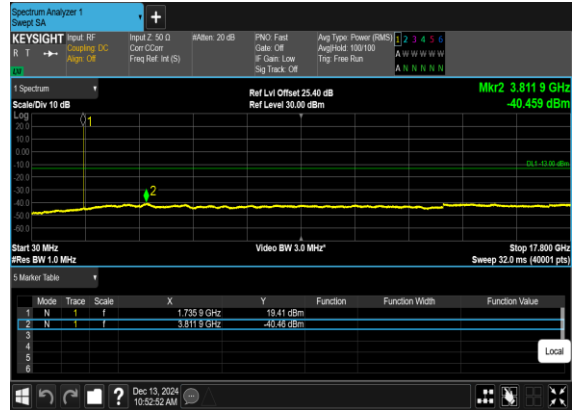 Spectrum Analyzer 1
Swept SA
+
KEYSIGHT Input: RF Input Z: 50 Ω #Atten: 20 dB PNO: Fast Avg Type: Power (RMS) 1 2 3 4 5 6
R T Coupling: DC Corr CCorr Gate: Off Avg|Hold: 100/100 A W W W W W
Align: Off Freq Ref: Int (S) IF Gain: Low Trig: Free Run
Sig Track: Off A N N N N N
1 Spectrum Ref Lvl Offset 25.40 dB Mkr2 3.811 9 GHz
Scale/Div 10 dB Ref Level 30.00 dBm -40.459 dBm
Log
1
20.0
10.0
0.00
-10.0 DL1 -13.00 dBm
-20.0
-30.0
2
-40.0
-50.0
-60.0
Start 30 MHz Video BW 3.0 MHz* Stop 17.800 GHz
#Res BW 1.0 MHz Sweep 32.0 ms (40001 pts)
5 Marker Table
Mode Trace Scale X Y Function Function Width Function Value
1 N 1 f 1.735 9 GHz 19.41 dBm
2 N 1 f 3.811 9 GHz -40.46 dBm
3
4
5
6
Local
? Dec 13, 2024
10:52:52 AM